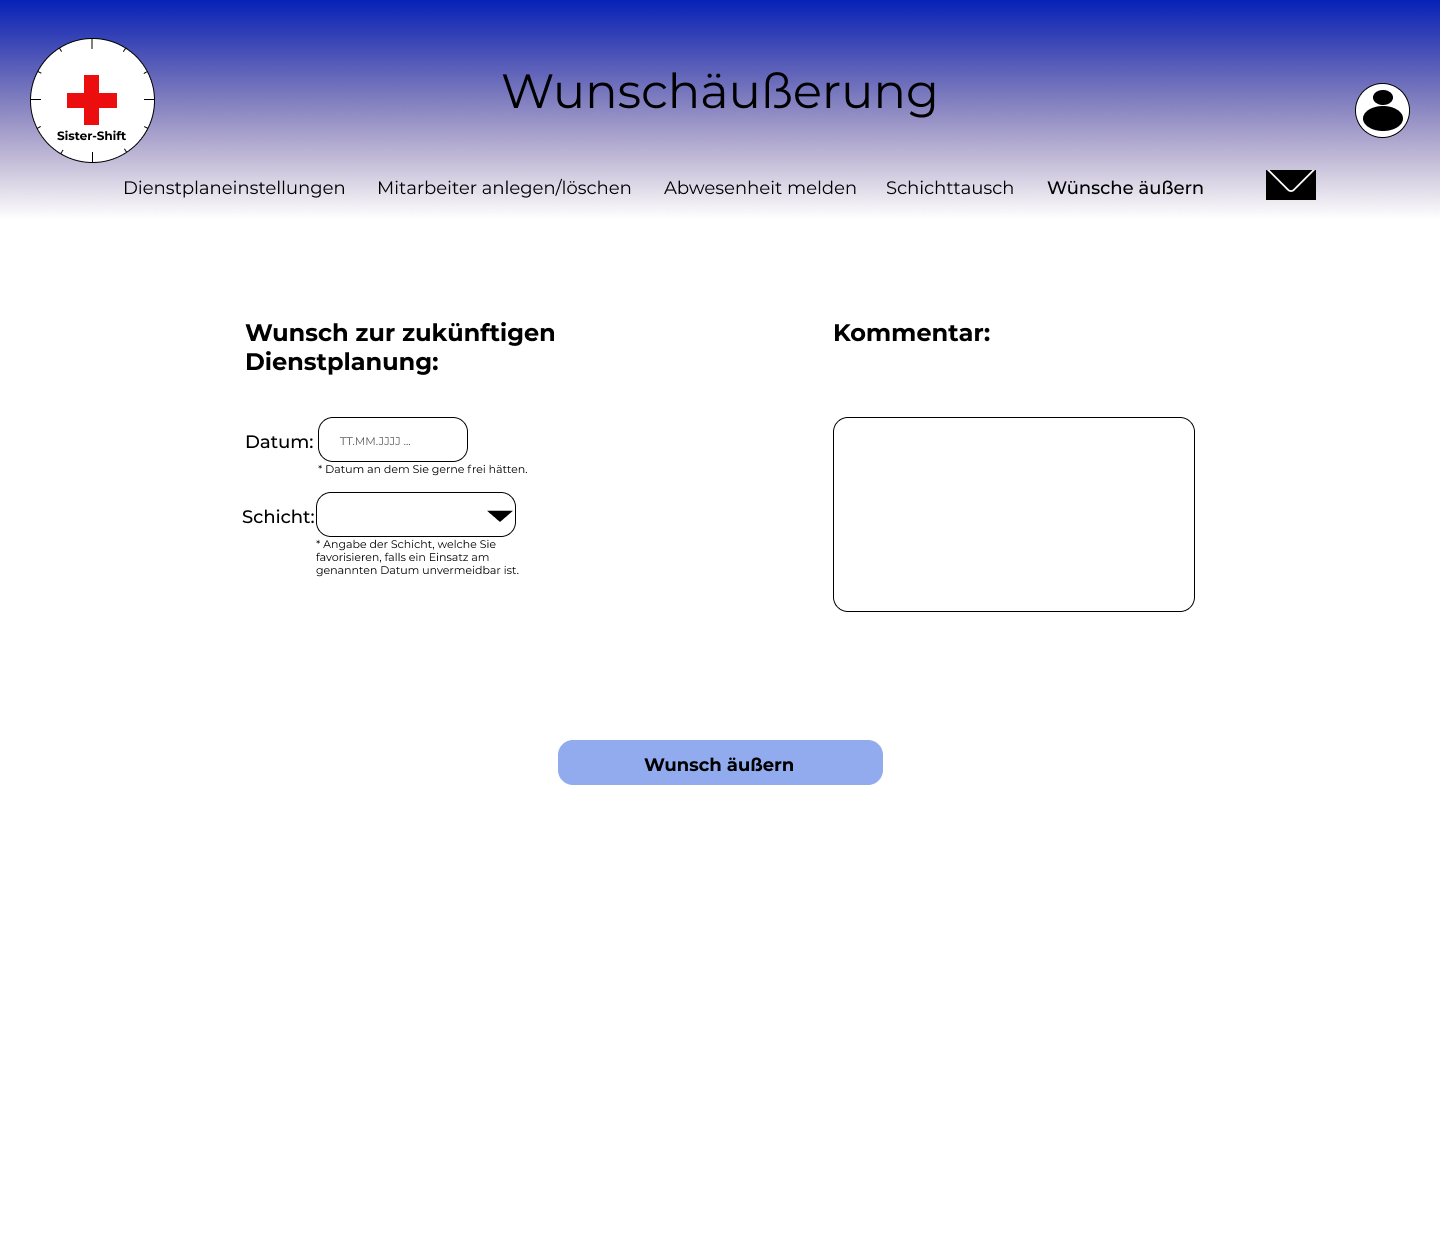 Wunschäußerung
Sister-Shift
Dienstplaneinstellungen Mitarbeiter anlegen/löschen Abwesenheit melden Schichttausch Wünsche äußern
Wunsch zur zukünftigen
Dienstplanung:
Datum: TT.MM.JJJJ ...
* Datum an dem Sie gerne frei hätten.
Schicht:
* Angabe der Schicht, welche Sie
favorisieren, falls ein Einsatz am
genannten Datum unvermeidbar ist.
Kommentar:
Wunsch äußern